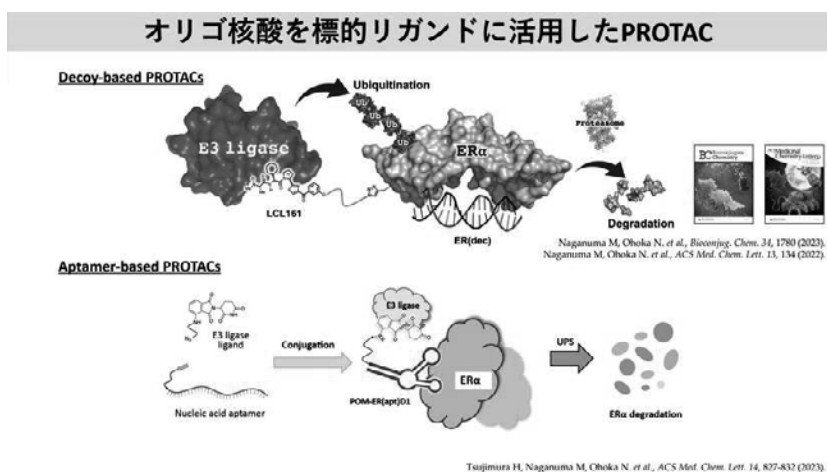 オリゴ核酸を標的リガンドに活用したPROTAC
Decoy-based PROTACs
Ubiquitination
Ub
Ub
Ub
Ub
Proteasome
E3 ligase
ERα
LCL161
ER(dec)
Degradation
Naganuma M, Ohoka N. et al., Bioconjug. Chem. 34, 1780 (2023).
Naganuma M, Ohoka N. et al., ACS Med. Chem. Lett. 13, 134 (2022).
Aptamer-based PROTACs
E3 ligase
ligand
Conjugation
E3 ligase
UPS
ERα
POM-ER(apt)D1
Nucleic acid aptamer
ERα degradation
Tsujimura H, Naganuma M, Ohoka N. et al., ACS Med. Chem. Lett. 14, 827-832 (2023).